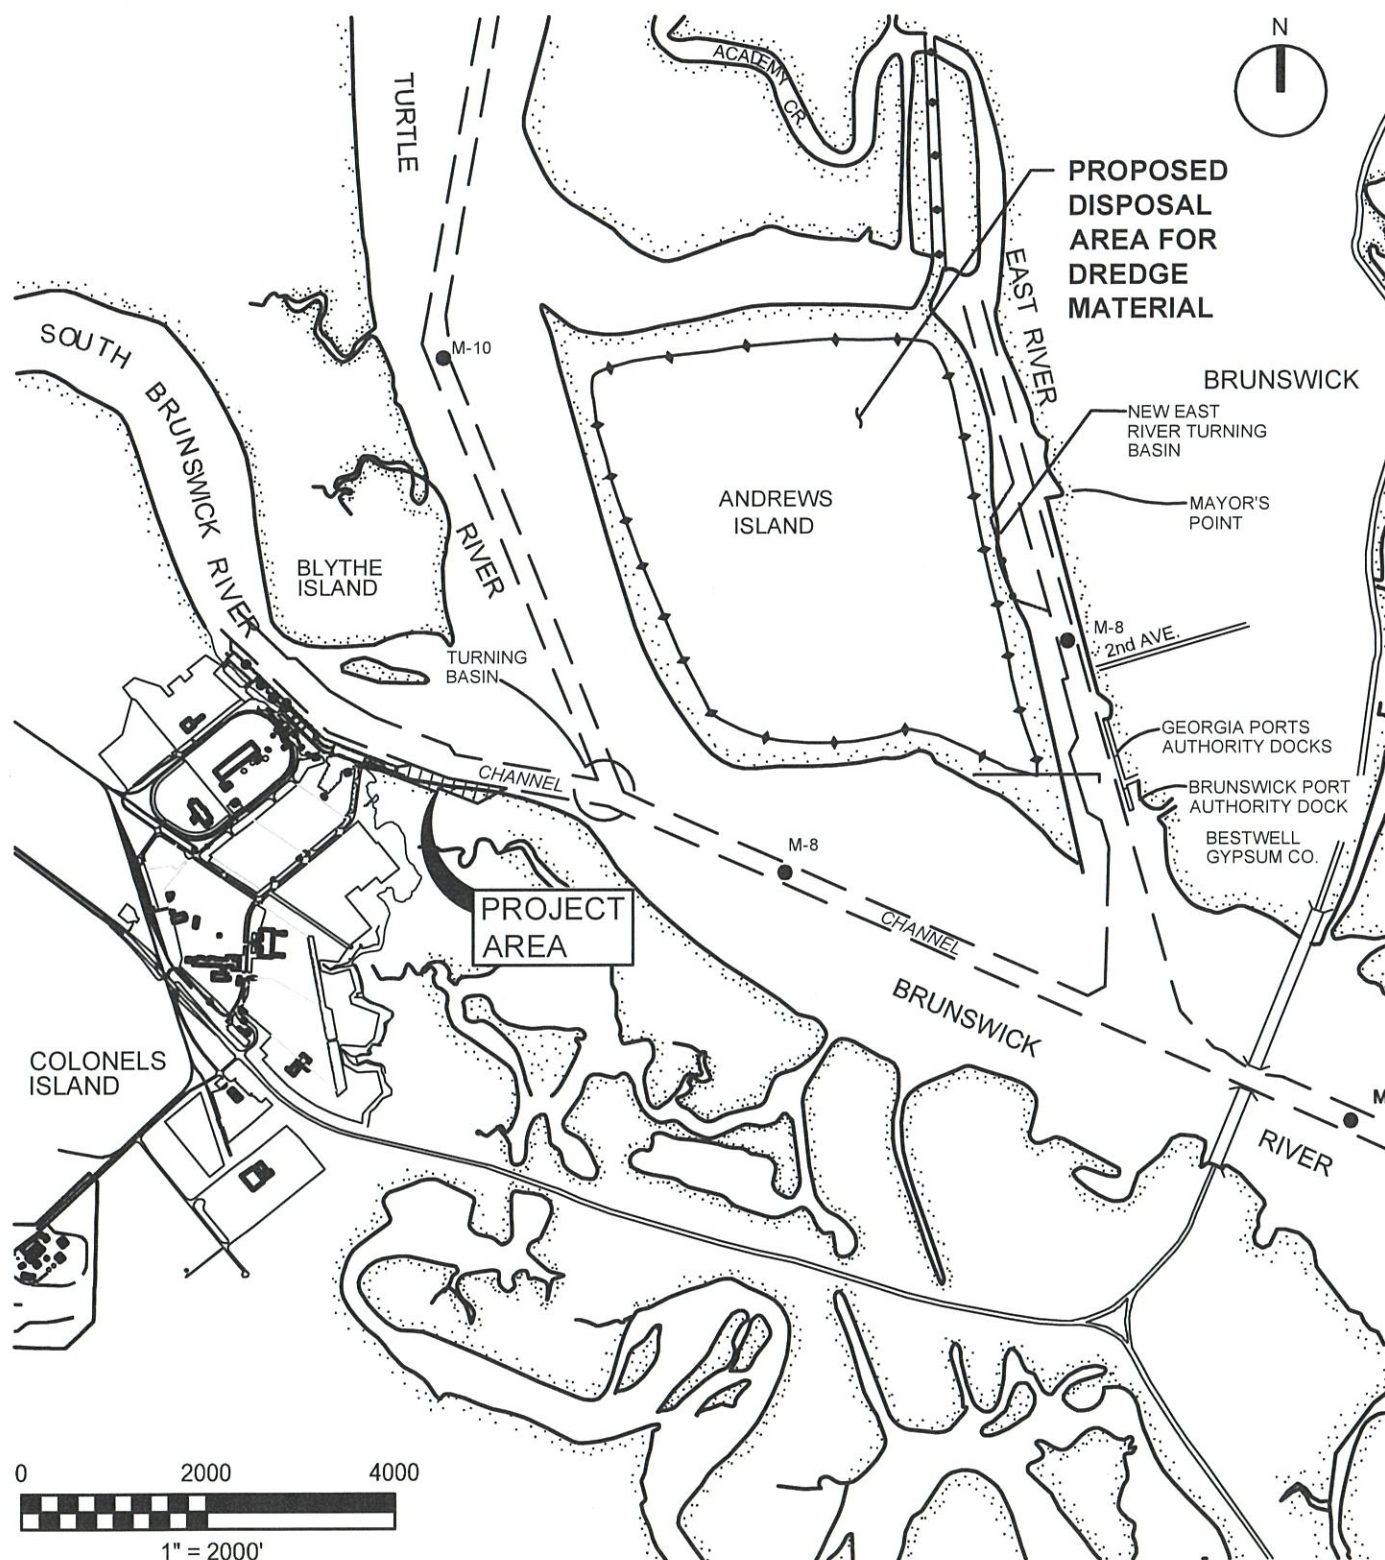 N
TURTLE
ACADEMY
CR.
PROPOSED
DISPOSAL
AREA FOR
DREDGE
MATERIAL
EAST RIVER
SOUTH BRUNSWICK RIVER
M-10
BRUNSWICK
NEW EAST
RIVER TURNING
BASIN
MAYOR'S
POINT
ANDREWS
ISLAND
RIVER
BLYTHE
ISLAND
TURNING
BASIN
M-8
2nd AVE.
GEORGIA PORTS
AUTHORITY DOCKS
BRUNSWICK PORT
AUTHORITY DOCK
BESTWELL
GYPSUM CO.
CHANNEL
M-8
PROJECT
AREA
CHANNEL
BRUNSWICK
COLONELS
ISLAND
M
RIVER
0 2000 4000
1" = 2000'